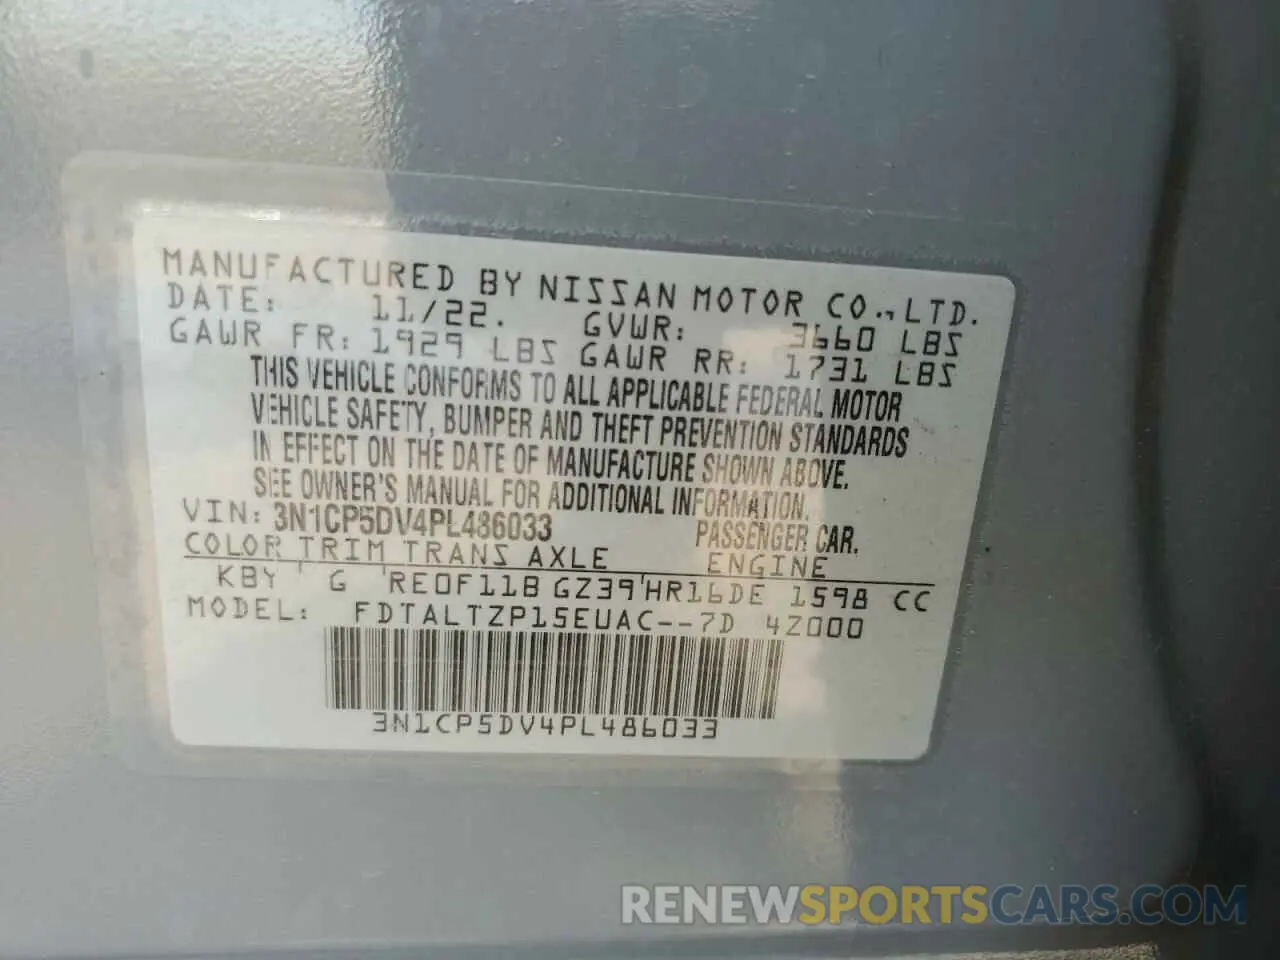 MANUFACTURED BY NISSAN MOTOR CO., LTD.
DATE: 11/22. GVWR: 3660 LBS
GAWR FR: 1929 LBS GAWR RR: 1731 LBS
THIS VEHICLE CONFORMS TO ALL APPLICABLE FEDERAL MOTOR
VEHICLE SAFETY, BUMPER AND THEFT PREVENTION STANDARDS
IN EFFECT ON THE DATE OF MANUFACTURE SHOWN ABOVE.
SEE OWNER'S MANUAL FOR ADDITIONAL INFORMATION.
VIN: 3N1CP5DV4PL486033 PASSENGER CAR.
COLOR TRIM TRANS AXLE ENGINE
KBY G RE0F11B GZ39 HR16DE 1598 CC
MODEL: FDTALTZP15EUAC--7D 4Z000
3N1CP5DV4PL486033
RENEWSPORTSCARS.COM